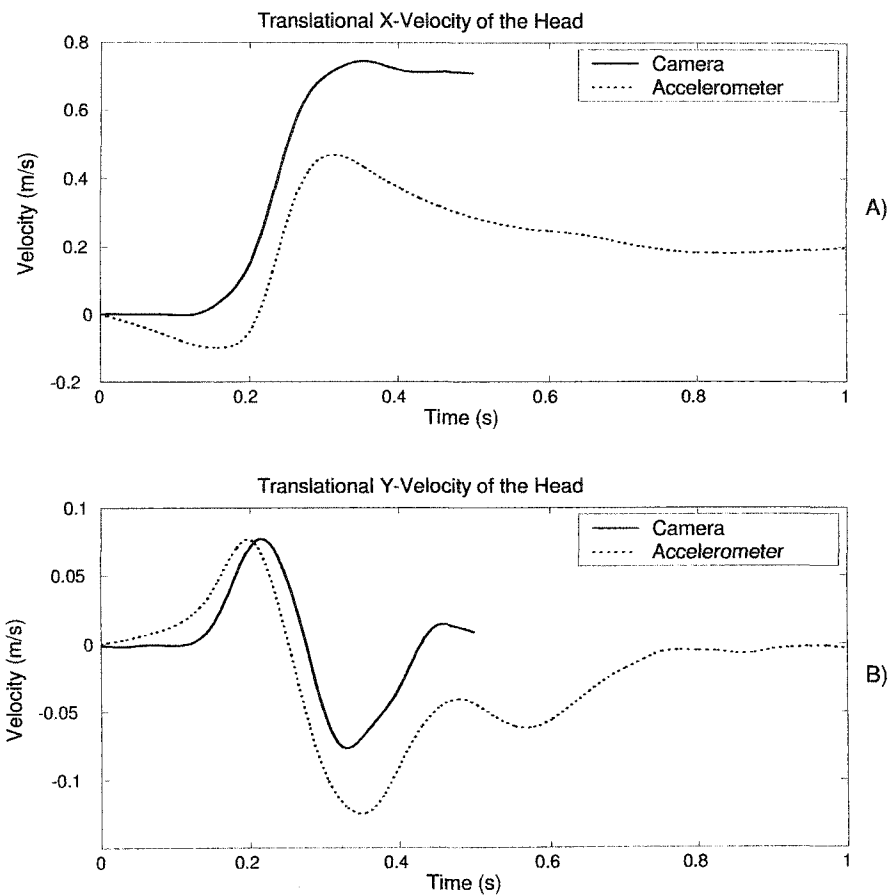 Translational X-Velocity of the Head
0.8
0.6
0.4
0.2
0
-0.2
Velocity (m/s)
Camera
Accelerometer
A)
0
0.2
0.4
0.6
0.8
1
Time (s)
Translational Y-Velocity of the Head
0.1
0.05
0
-0.05
-0.1
Velocity (m/s)
Camera
Accelerometer
B)
0
0.2
0.4
0.6
0.8
1
Time (s)